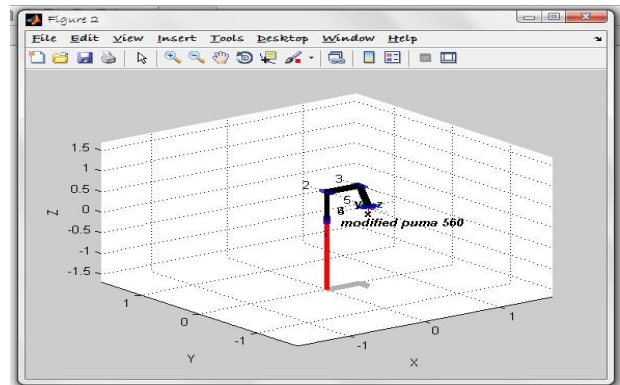 Figure 2
File Edit View Insert Tools Desktop Window Help
1.5
1
0.5
0
-0.5
-1
-1.5
Z
2
3
5
y
z
x
modified puma 560
1
0
-1
Y
-1
0
1
X